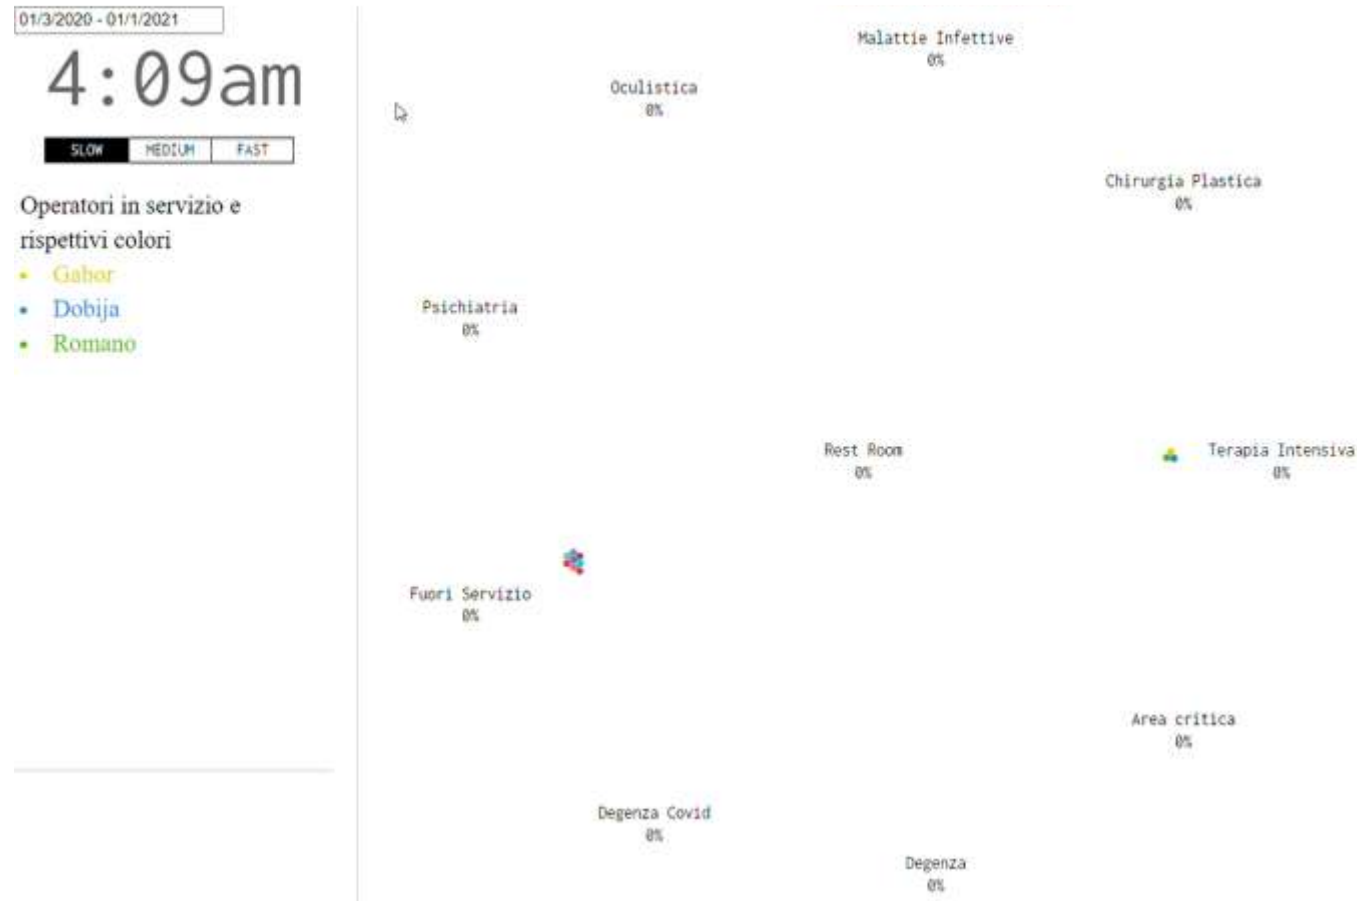 01/3/2020 - 01/1/2021
4:09am
SLOW MEDIUM FAST
Operatori in servizio e
rispettivi colori
Gabor
Dobija
Romano
Malattie Infettive
0%
Oculistica
0%
Chirurgia Plastica
0%
Psichiatria
0%
Rest Room
0%
Terapia Intensiva
0%
Fuori Servizio
0%
Area critica
0%
Degenza Covid
0%
Degenza
0%